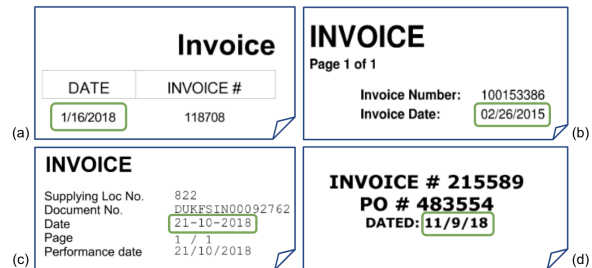 Invoice
DATE INVOICE #
1/16/2018 118708
(a)
INVOICE
Page 1 of 1
Invoice Number: 100153386
Invoice Date: 02/26/2015
(b)
INVOICE
Supplying Loc No. 822
Document No. DUKFSIN00092762
Date 21-10-2018
Page 1 / 1
Performance date 21/10/2018
(c)
INVOICE # 215589
PO # 483554
DATED: 11/9/18
(d)